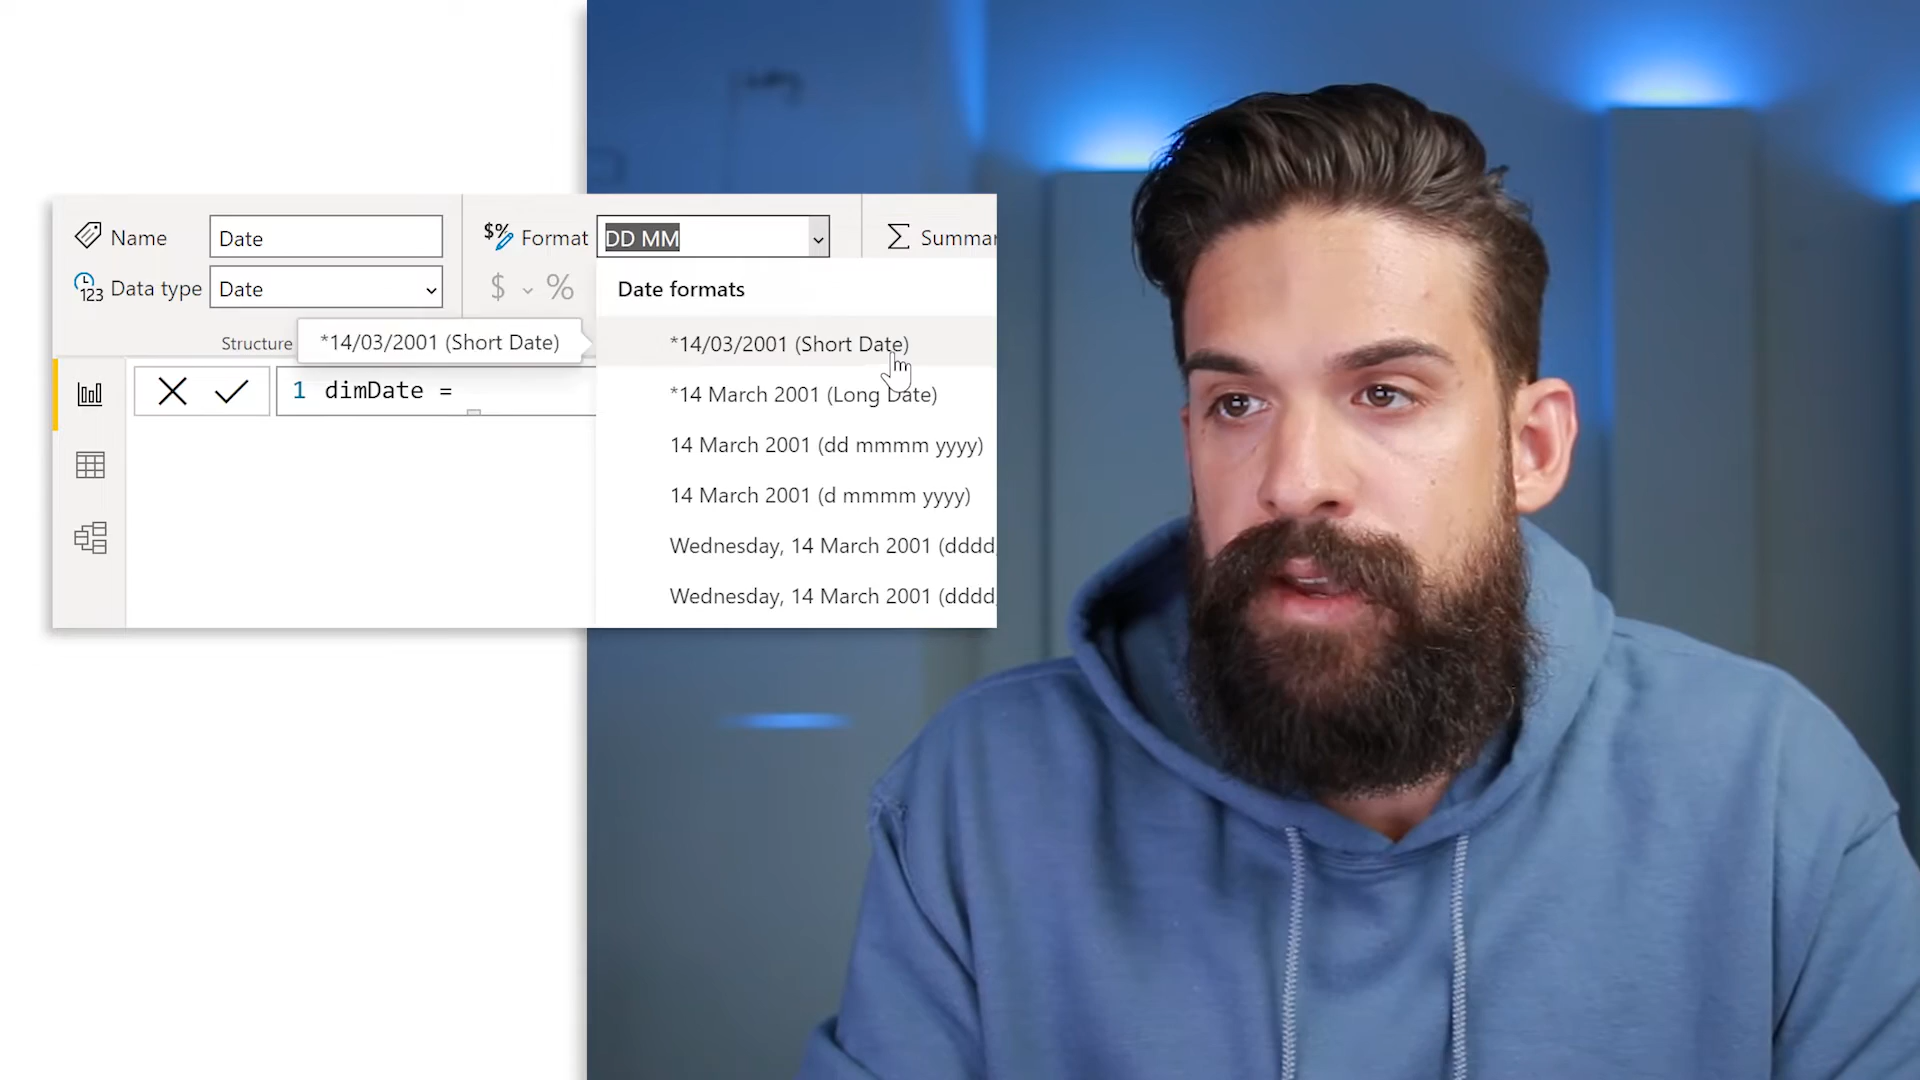 Name
Date
Format
DD MM
Summar
Data type
Date
$
%
Date formats
Structure
*14/03/2001 (Short Date)
*14/03/2001 (Short Date)
1 dimDate =
*14 March 2001 (Long Date)
14 March 2001 (dd mmmm yyyy)
14 March 2001 (d mmmm yyyy)
Wednesday, 14 March 2001 (dddd,
Wednesday, 14 March 2001 (dddd,